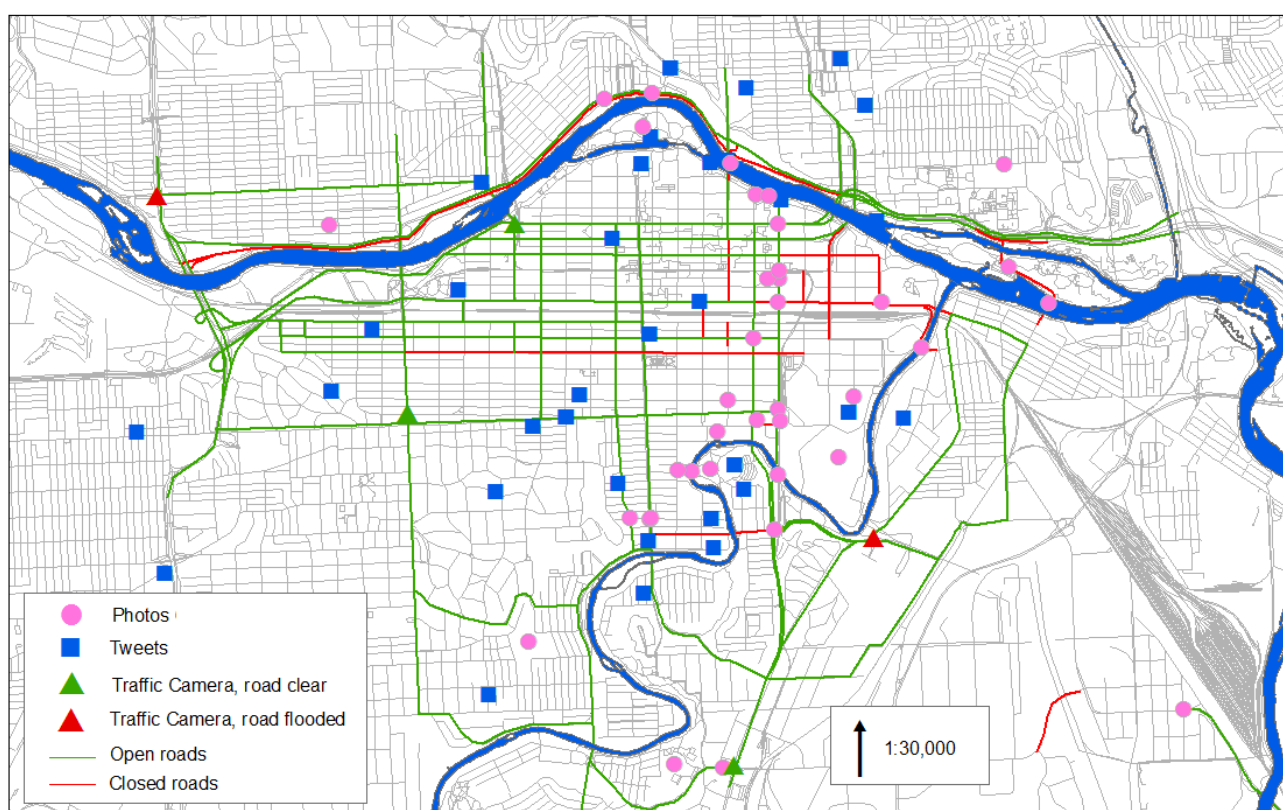 Photos
Tweets
Traffic Camera, road clear
Traffic Camera, road flooded
Open roads
Closed roads
1:30,000